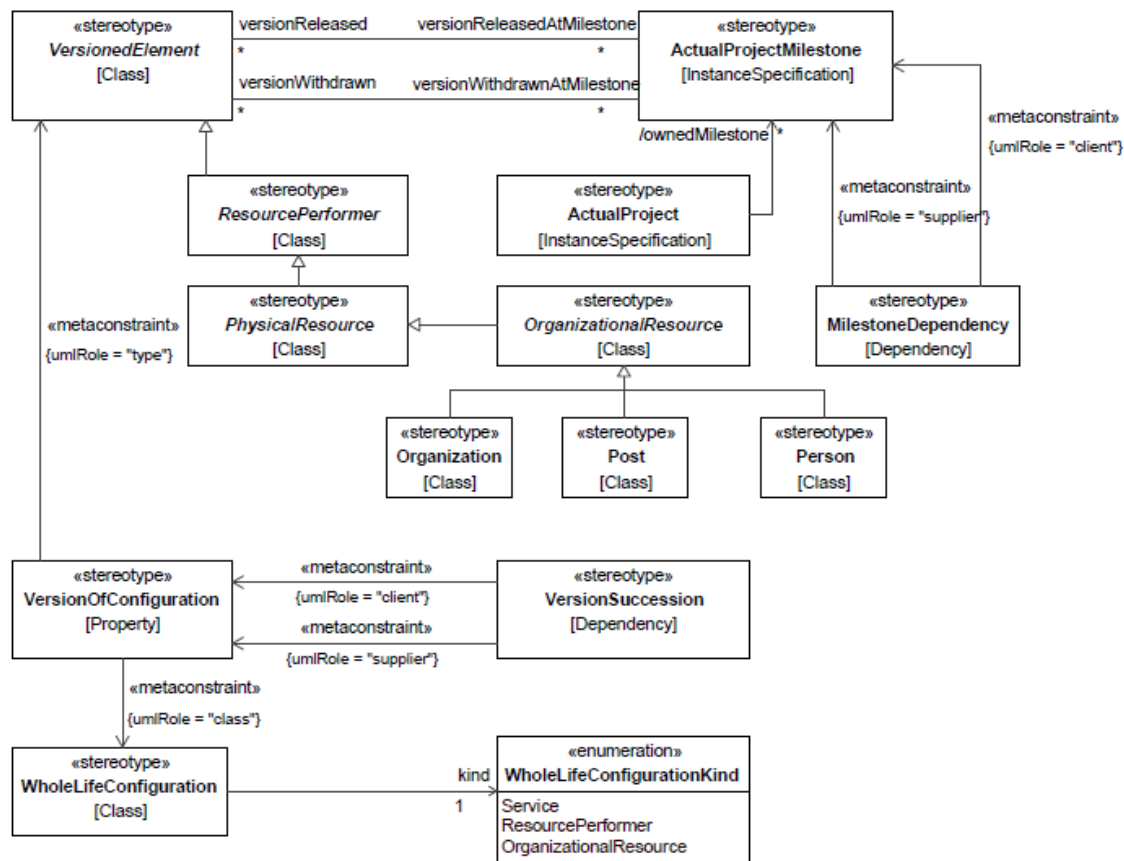 «stereotype»
VersionedElement
[Class]
versionReleased
versionReleasedAtMilestone
*
*
versionWithdrawn
versionWithdrawnAtMilestone
*
*
«stereotype»
ActualProjectMilestone
[InstanceSpecification]
/ownedMilestone *
«metaconstraint»
{umlRole = "client"}
«metaconstraint»
{umlRole = "supplier"}
«stereotype»
ResourcePerformer
[Class]
«stereotype»
ActualProject
[InstanceSpecification]
«stereotype»
PhysicalResource
[Class]
«stereotype»
OrganizationalResource
[Class]
«stereotype»
MilestoneDependency
[Dependency]
«metaconstraint»
{umlRole = "type"}
«stereotype»
Organization
[Class]
«stereotype»
Post
[Class]
«stereotype»
Person
[Class]
«stereotype»
VersionOfConfiguration
[Property]
«metaconstraint»
{umlRole = "client"}
«metaconstraint»
{umlRole = "supplier"}
«stereotype»
VersionSuccession
[Dependency]
«metaconstraint»
{umlRole = "class"}
«stereotype»
WholeLifeConfiguration
[Class]
kind
1
«enumeration»
WholeLifeConfigurationKind
Service
ResourcePerformer
OrganizationalResource